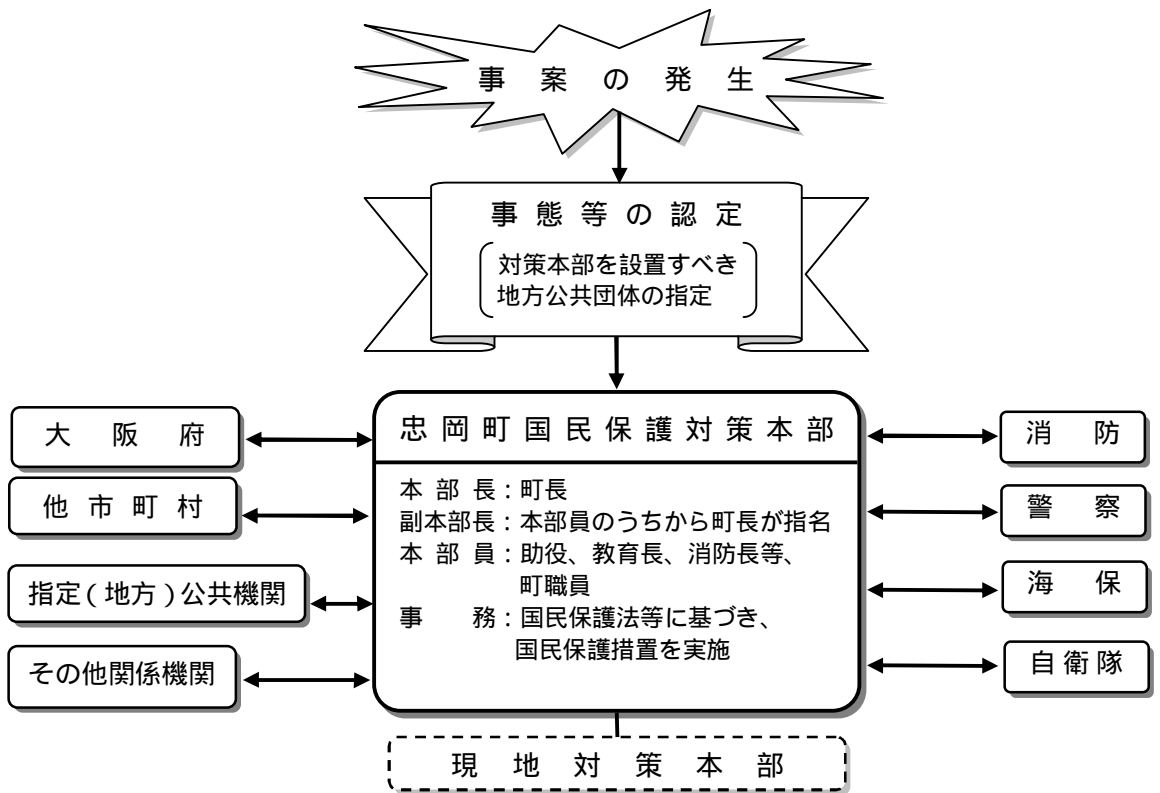 事案の発生
事態等の認定
対策本部を設置すべき
地方公共団体の指定
忠岡町国民保護対策本部
本部長：町長
副本部長：本部員のうちから町長が指名
本部員：助役、教育長、消防長等、
町職員
事務：国民保護法等に基づき、
国民保護措置を実施
大阪府
他市町村
指定(地方)公共機関
その他関係機関
消防
警察
海保
自衛隊
現地対策本部